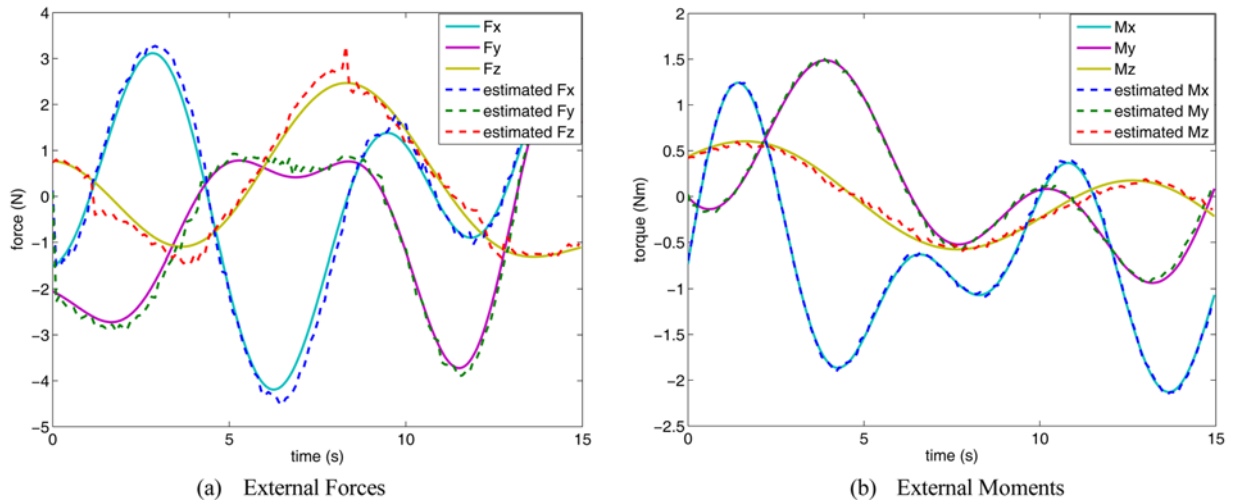 4
3
2
1
0
−1
−2
−3
−4
−5
force (N)
0
5
10
15
time (s)
Fx
Fy
Fz
estimated Fx
estimated Fy
estimated Fz
(a) External Forces
2
1.5
1
0.5
0
−0.5
−1
−1.5
−2
−2.5
torque (Nm)
0
5
10
15
time (s)
Mx
My
Mz
estimated Mx
estimated My
estimated Mz
(b) External Moments